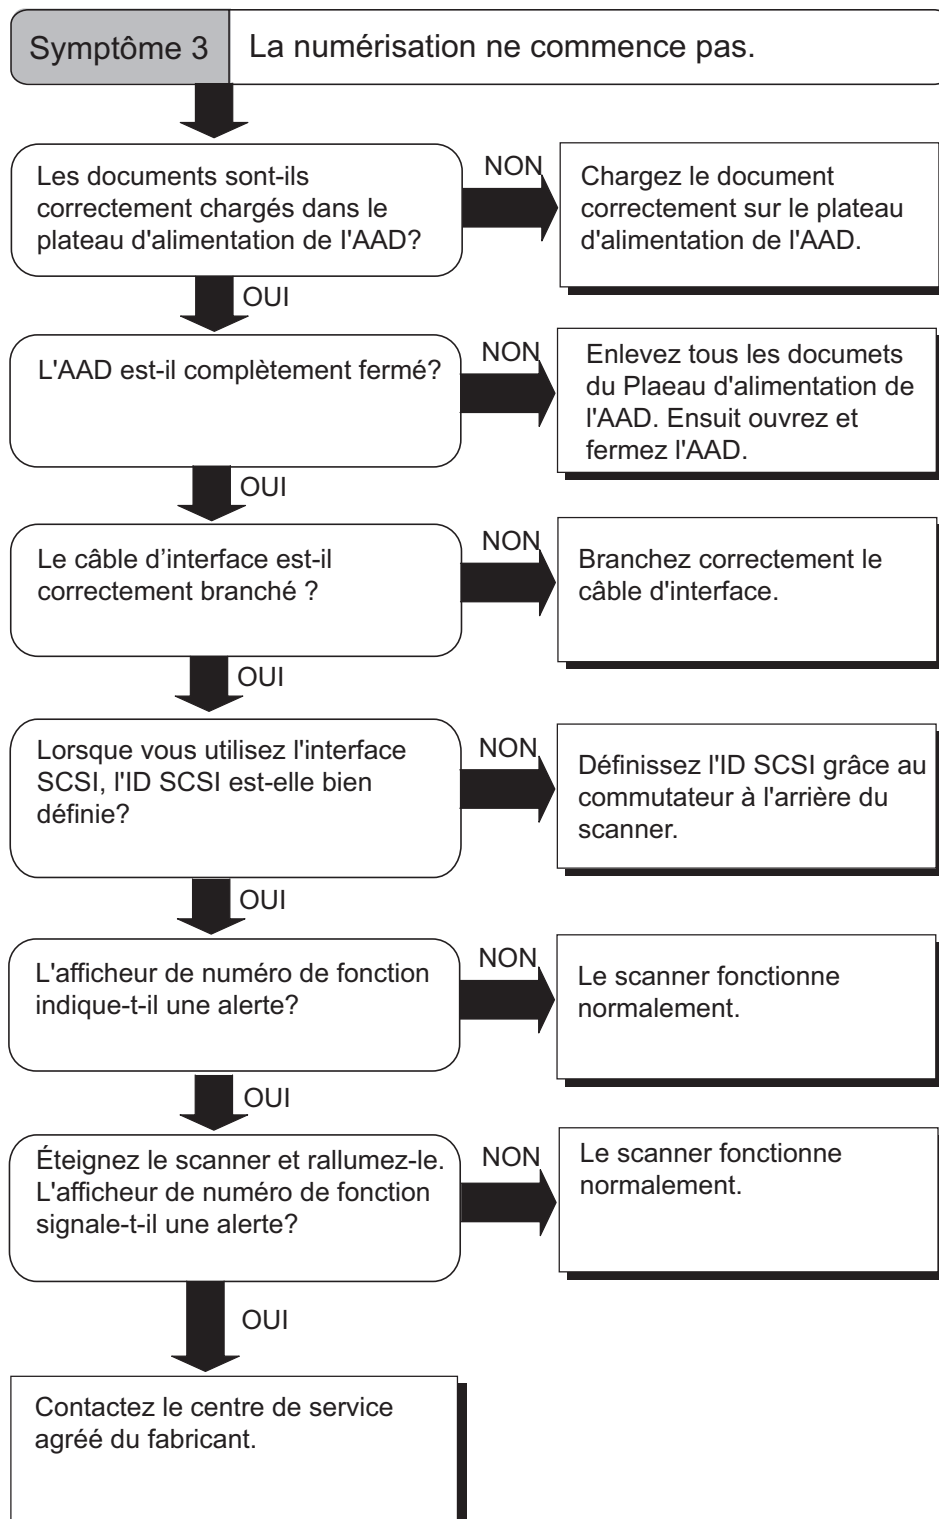 Symptôme 3
La numérisation ne commence pas.
Les documents sont-ils
correctement chargés dans le
plateau d'alimentation de l'AAD?
NON
Chargez le document
correctement sur le plateau
d'alimentation de l'AAD.
OUI
L'AAD est-il complètement fermé?
NON
Enlevez tous les documets
du Plaeau d'alimentation de
l'AAD. Ensuit ouvrez et
fermez l'AAD.
OUI
Le câble d’interface est-il
correctement branché ?
NON
Branchez correctement le
câble d'interface.
OUI
Lorsque vous utilisez l'interface
SCSI, l'ID SCSI est-elle bien
définie?
NON
Définissez l'ID SCSI grâce au
commutateur à l'arrière du
scanner.
OUI
L'afficheur de numéro de fonction
indique-t-il une alerte?
NON
Le scanner fonctionne
normalement.
OUI
Éteignez le scanner et rallumez-le.
L'afficheur de numéro de fonction
signale-t-il une alerte?
NON
Le scanner fonctionne
normalement.
OUI
Contactez le centre de service
agréé du fabricant.